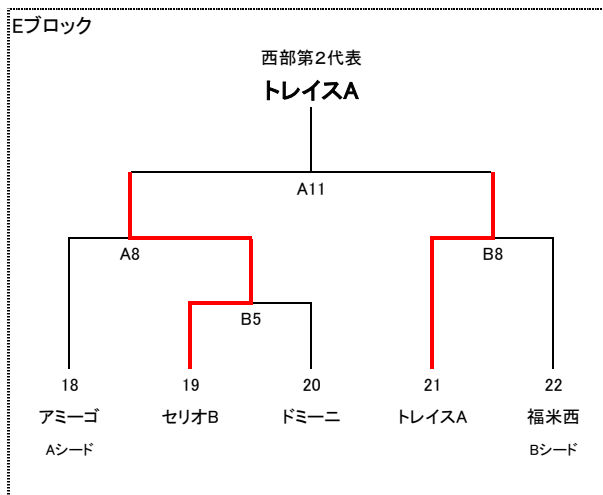 Eブロック
西部第2代表
トレイスA
A11
A8
B8
B5
18 19 20 21 22
アミーゴ セリオB ドミーニ トレイスA 福米西
Aシード Bシード